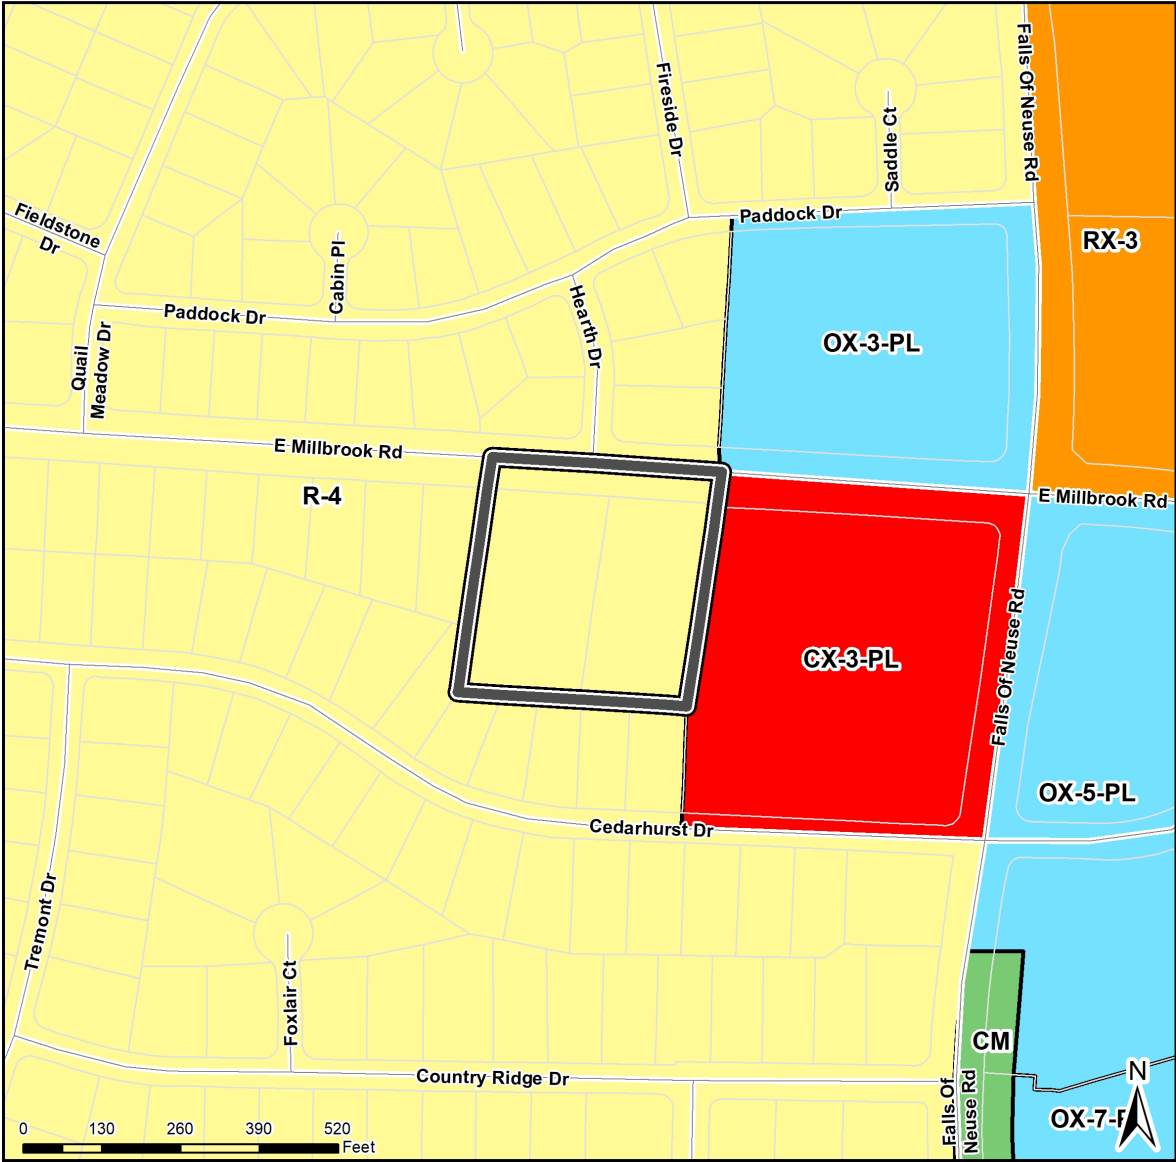 Falls Of Neuse Rd
Fireside Dr
Saddle Ct
Fieldstone
Dr
Paddock Dr
RX-3
Cabin Pl
Paddock Dr
Hearth Dr
OX-3-PL
Quail
Meadow Dr
E Millbrook Rd
R-4
E Millbrook Rd
Falls Of Neuse Rd
CX-3-PL
OX-5-PL
Cedarhurst Dr
Tremont Dr
Foxlair Ct
CM
Country Ridge Dr
Falls Of
Neuse Rd
N
OX-7-P
0 130 260 390 520
Feet